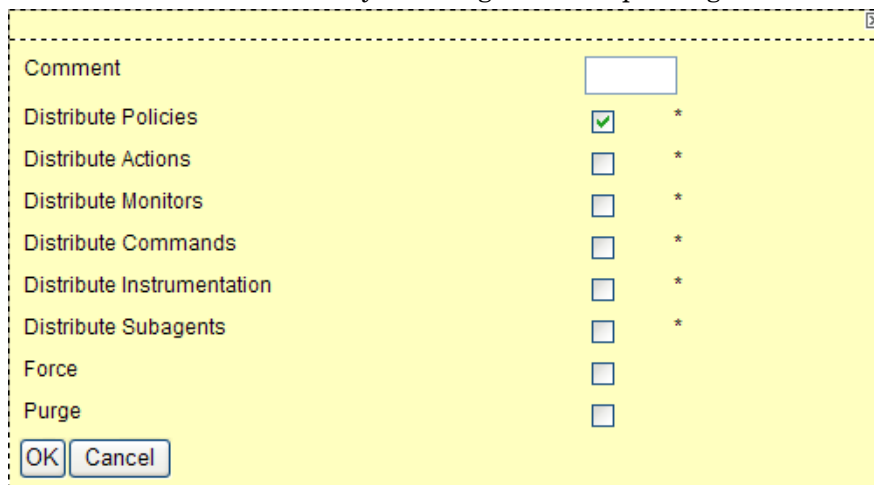 Comment
Distribute Policies *
Distribute Actions *
Distribute Monitors *
Distribute Commands *
Distribute Instrumentation *
Distribute Subagents *
Force
Purge
OK Cancel